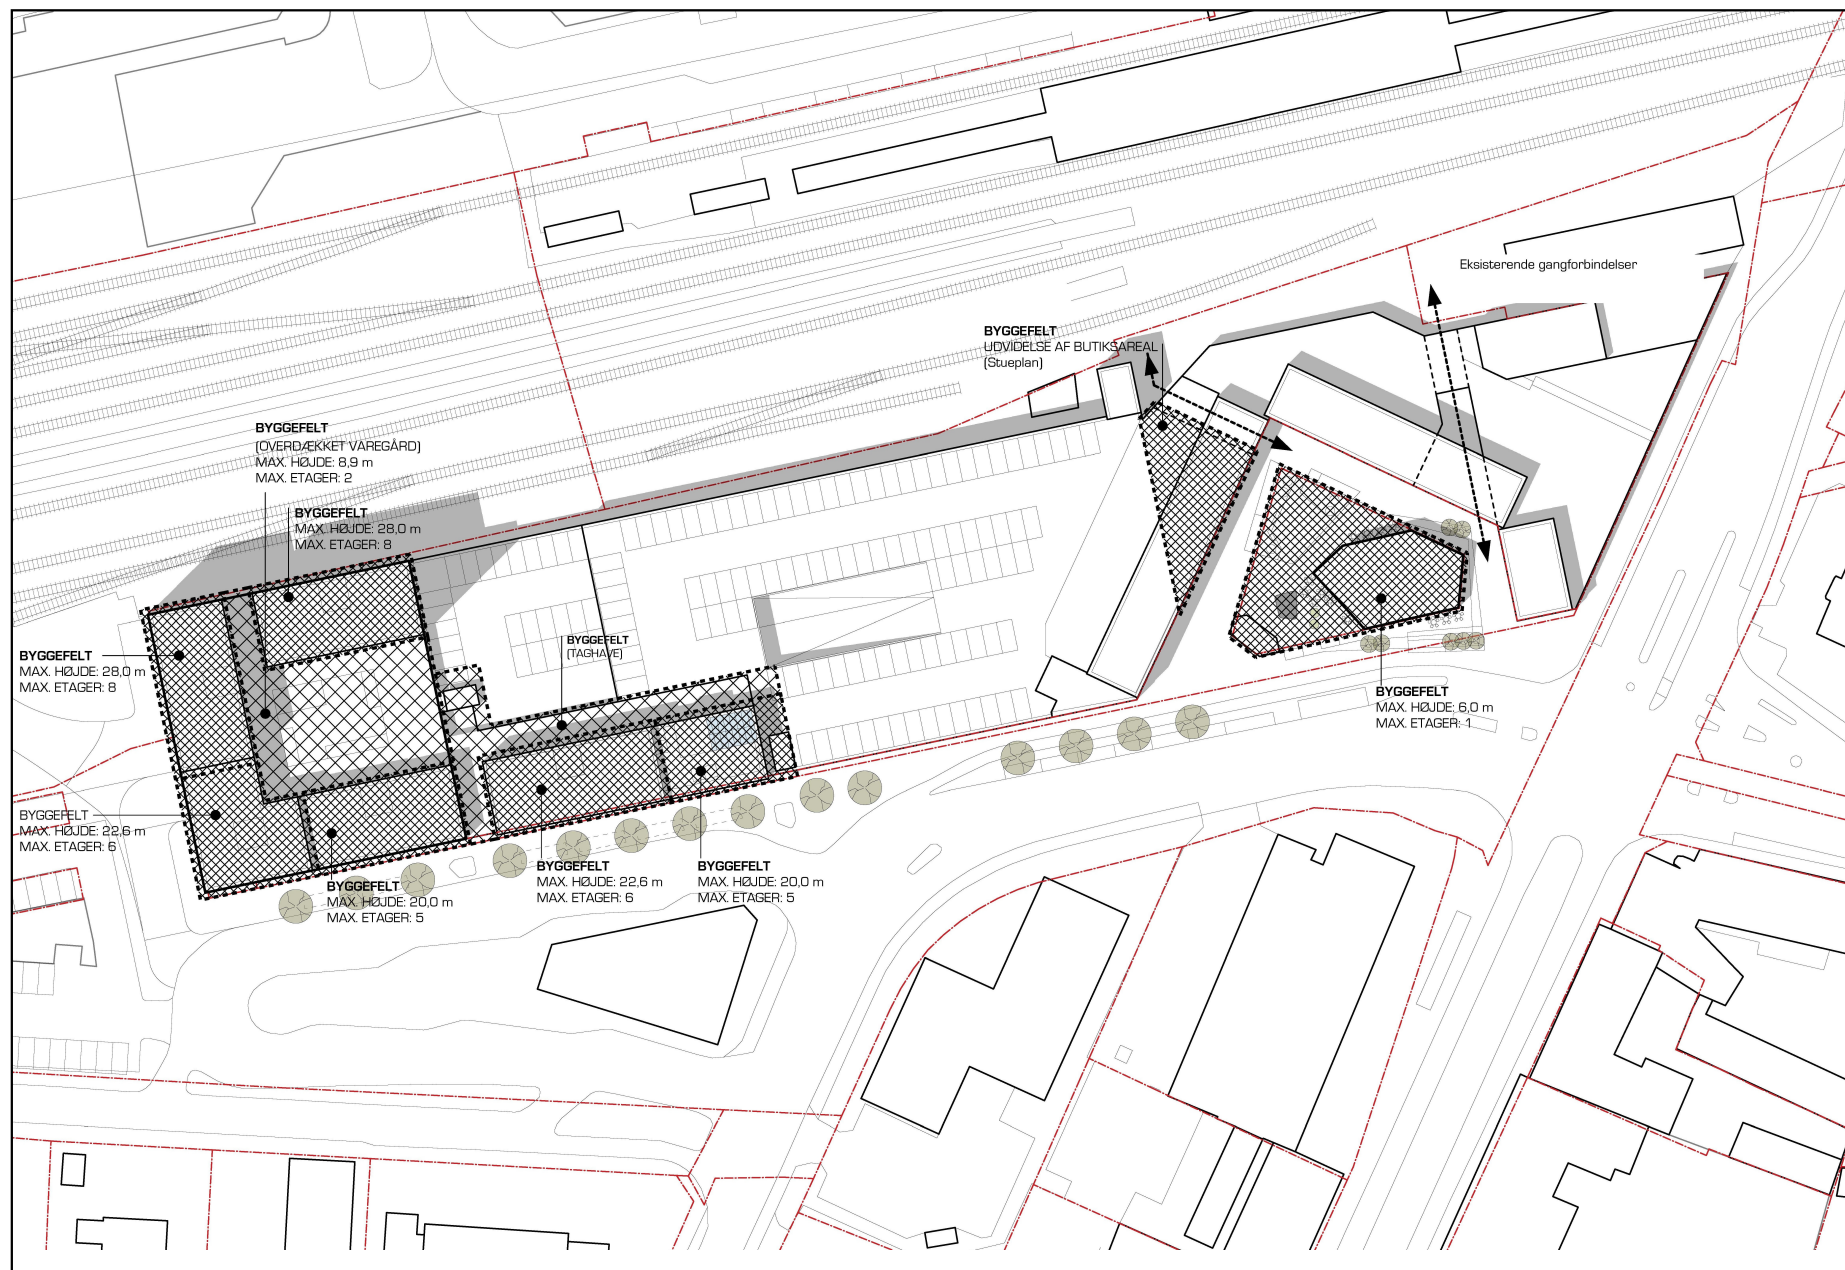 Eksisterende gangforbindelser
BYGGEFELT
UDVIDELSE AF BUTIKSAREAL
(Stueplan)
BYGGEFELT
(OVERDÆKKET VAREGÅRD)
MAX. HØJDE: 8,9 m
MAX. ETAGER: 2
BYGGEFELT
MAX. HØJDE: 28,0 m
MAX. ETAGER: 8
BYGGEFELT
(TAGHAVE)
BYGGEFELT
MAX. HØJDE: 28,0 m
MAX. ETAGER: 8
BYGGEFELT
MAX. HØJDE: 6,0 m
MAX. ETAGER: 1
BYGGEFELT
MAX. HØJDE: 22,6 m
MAX. ETAGER: 6
BYGGEFELT
MAX. HØJDE: 20,0 m
MAX. ETAGER: 5
BYGGEFELT
MAX. HØJDE: 22,6 m
MAX. ETAGER: 6
BYGGEFELT
MAX. HØJDE: 20,0 m
MAX. ETAGER: 5